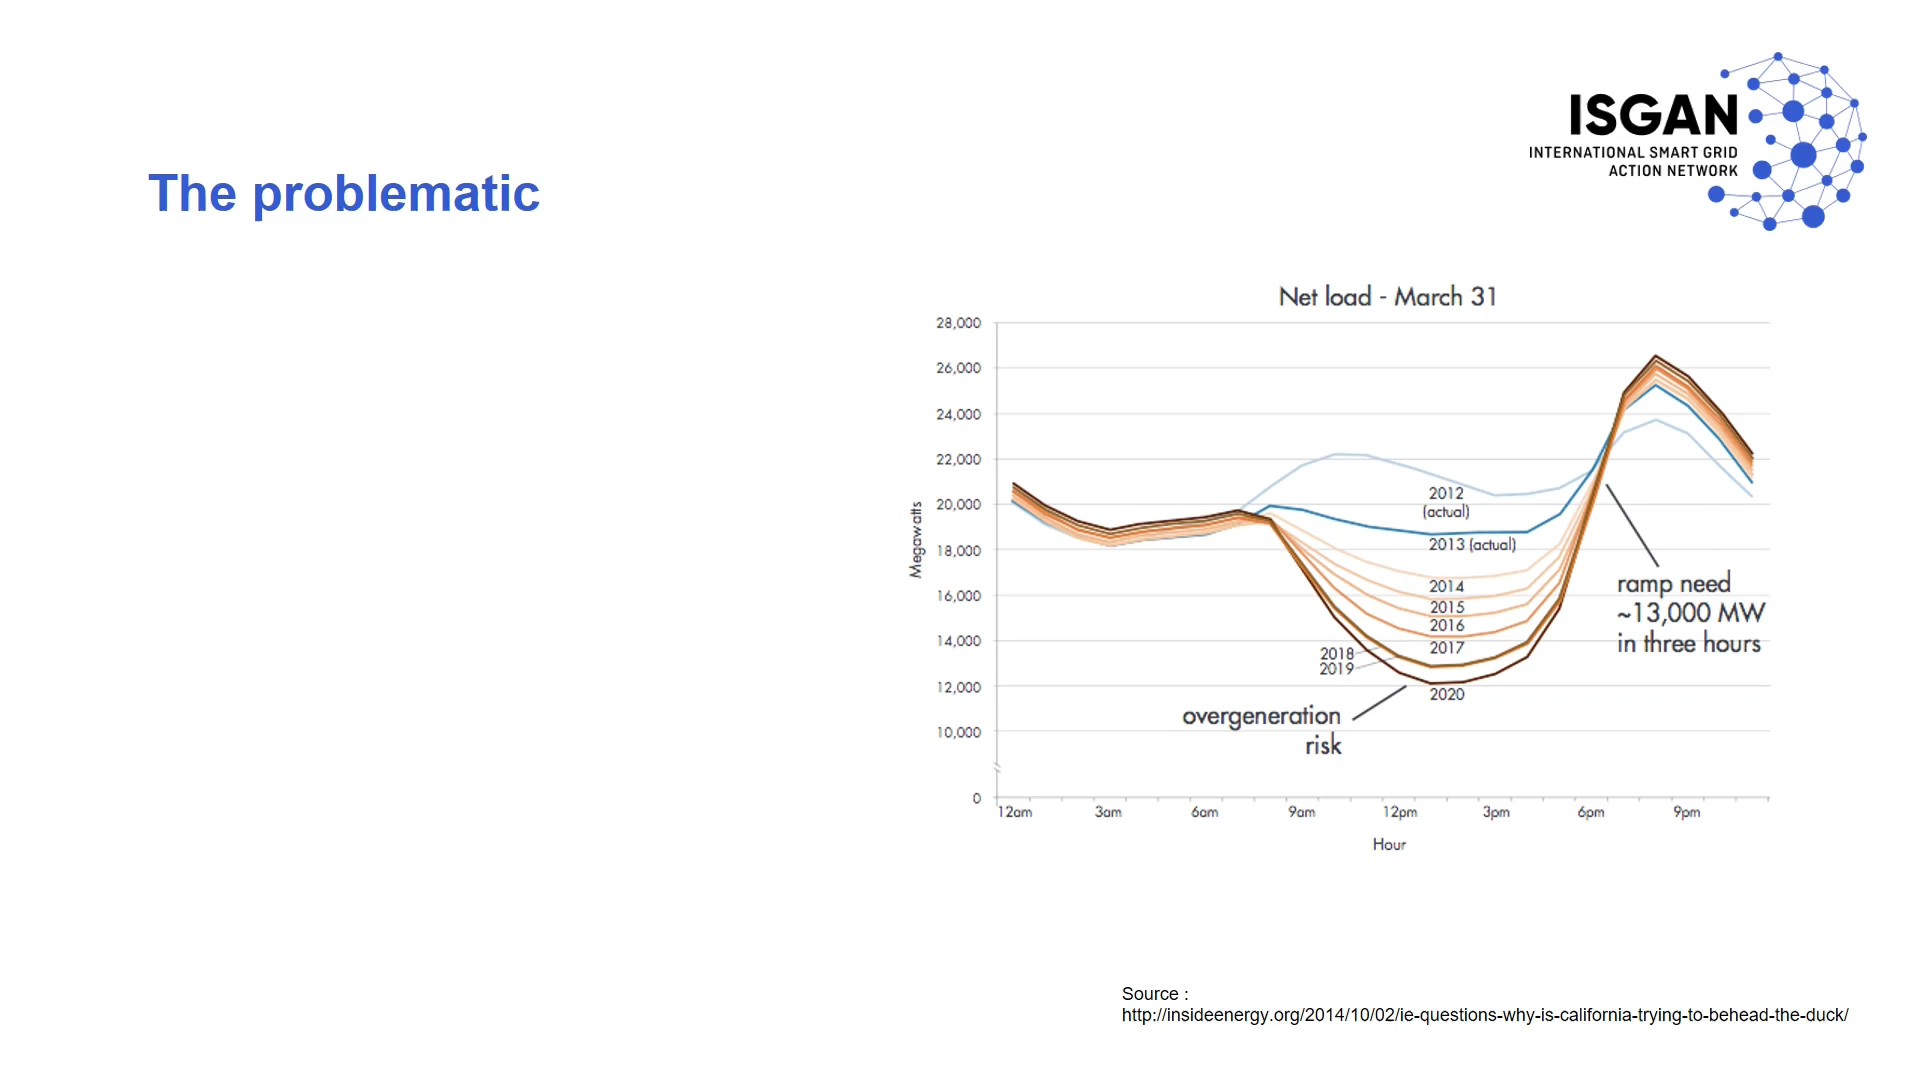 ISGAN
INTERNATIONAL SMART GRID
ACTION NETWORK
The problematic
Net load - March 31
28,000
26,000
24,000
22,000
20,000
18,000
16,000
14,000
12,000
10,000
0
Megawatts
2012
(actual)
2013 (actual)
2014
2015
2016
2017
2018
2019
2020
overgeneration
risk
ramp need
~13,000 MW
in three hours
12am
3am
6am
9am
12pm
3pm
6pm
9pm
Hour
Source :
http://insideenergy.org/2014/10/02/ie-questions-why-is-california-trying-to-behead-the-duck/